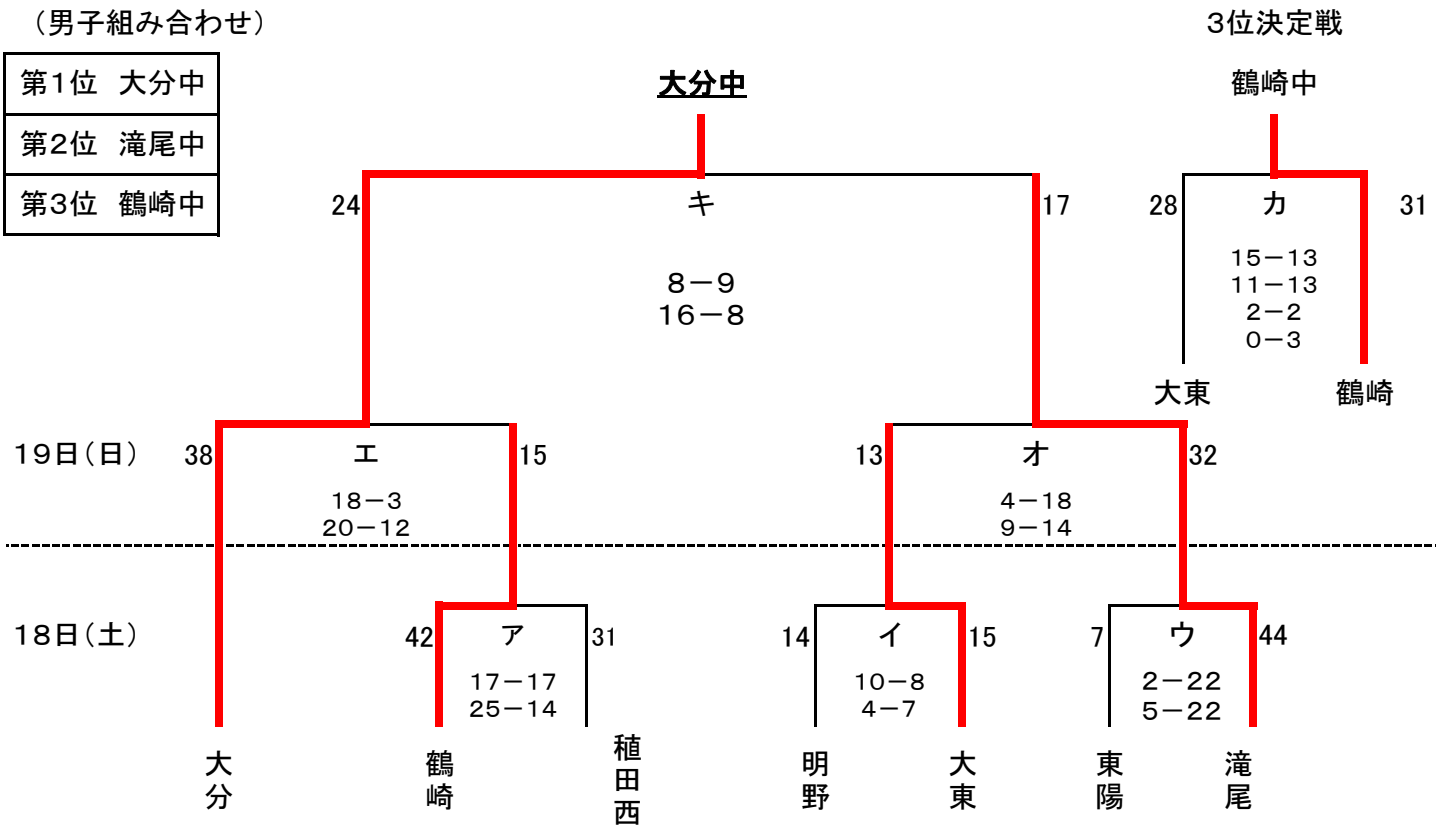 （男子組み合わせ）
3位決定戦
第1位 大分中
第2位 滝尾中
第3位 鶴崎中
大分中
鶴崎中
24 キ 17
8－9
16－8
28 カ 31
15－13
11－13
2－2
0－3
大東 鶴崎
19日（日）
38 エ 15
18－3
20－12
13 オ 32
4－18
9－14
18日（土）
42 ア 31
17－17
25－14
14 イ 15
10－8
4－7
7 ウ 44
2－22
5－22
大分
鶴崎
稙田西
明野
大東
東陽
滝尾